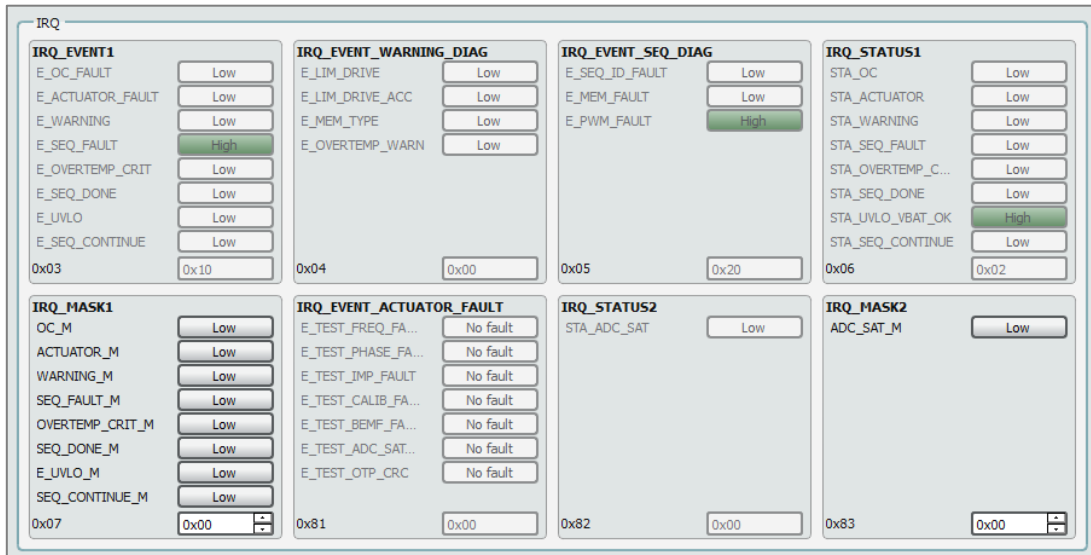 IRQ
IRQ_EVENT1
E_OC_FAULT Low
E_ACTUATOR_FAULT Low
E_WARNING Low
E_SEQ_FAULT High
E_OVERTEMP_CRIT Low
E_SEQ_DONE Low
E_UVLO Low
E_SEQ_CONTINUE Low
0x03 0x10
IRQ_EVENT_WARNING_DIAG
E_LIM_DRIVE Low
E_LIM_DRIVE_ACC Low
E_MEM_TYPE Low
E_OVERTEMP_WARN Low
0x04 0x00
IRQ_EVENT_SEQ_DIAG
E_SEQ_ID_FAULT Low
E_MEM_FAULT Low
E_PWM_FAULT High
0x05 0x20
IRQ_STATUS1
STA_OC Low
STA_ACTUATOR Low
STA_WARNING Low
STA_SEQ_FAULT Low
STA_OVERTEMP_C... Low
STA_SEQ_DONE Low
STA_UVLO_VBAT_OK High
STA_SEQ_CONTINUE Low
0x06 0x02
IRQ_MASK1
OC_M Low
ACTUATOR_M Low
WARNING_M Low
SEQ_FAULT_M Low
OVERTEMP_CRIT_M Low
SEQ_DONE_M Low
E_UVLO_M Low
SEQ_CONTINUE_M Low
0x07 0x00
IRQ_EVENT_ACTUATOR_FAULT
E_TEST_FREQ_FA... No fault
E_TEST_PHASE_FA... No fault
E_TEST_IMP_FAULT No fault
E_TEST_CALIB_FA... No fault
E_TEST_BEMF_FA... No fault
E_TEST_ADC_SAT... No fault
E_TEST_OTP_CRC No fault
0x81 0x00
IRQ_STATUS2
STA_ADC_SAT Low
0x82 0x00
IRQ_MASK2
ADC_SAT_M Low
0x83 0x00